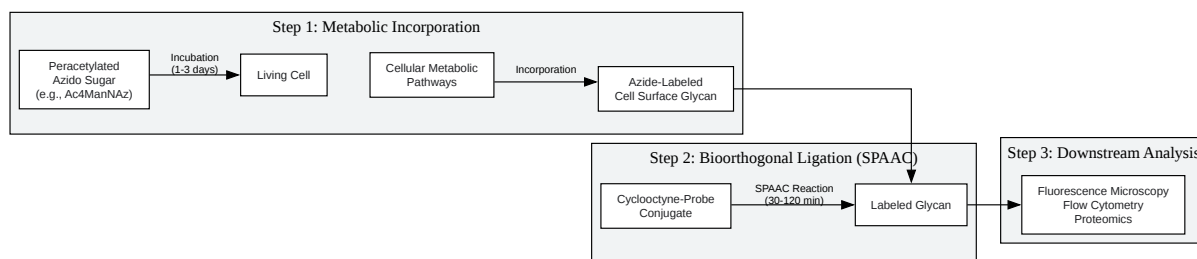 Step 1: Metabolic Incorporation
Peracetylated
Azido Sugar
(e.g., Ac4ManNAz)
Incubation
(1-3 days)
Living Cell
Cellular Metabolic
Pathways
Incorporation
Azide-Labeled
Cell Surface Glycan
Step 2: Bioorthogonal Ligation (SPAAC)
Cyclooctyne-Probe
Conjugate
SPAAC Reaction
(30-120 min)
Labeled Glycan
Step 3: Downstream Analysis
Fluorescence Microscopy
Flow Cytometry
Proteomics